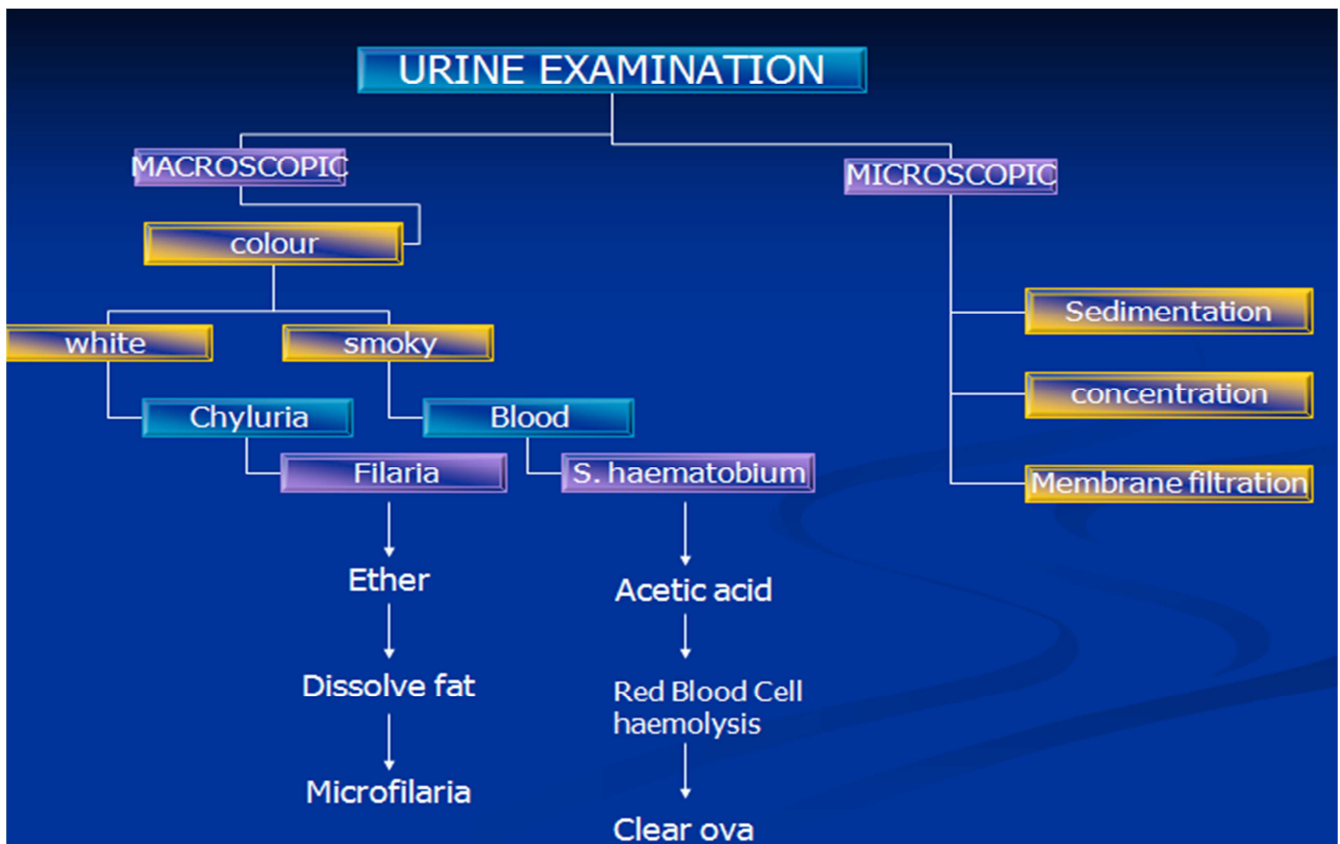 URINE EXAMINATION
MACROSCOPIC
MICROSCOPIC
colour
white
smoky
Chyluria
Blood
Filaria
S. haematobium
Ether
Acetic acid
Dissolve fat
Red Blood Cell
haemolysis
Microfilaria
Clear ova
Sedimentation
concentration
Membrane filtration